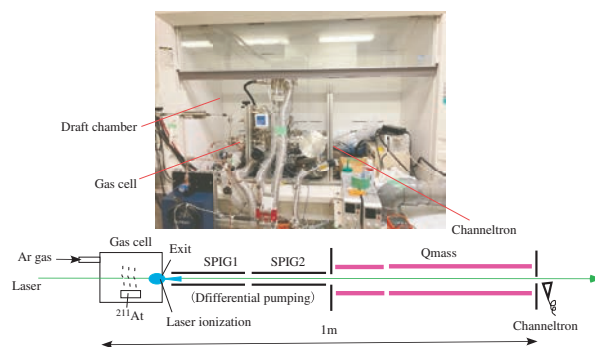 Draft chamber
Gas cell
Channeltron
Gas cell
Exit
SPIG1
SPIG2
Qmass
Ar gas
Laser
(Dfifferential pumping)
²¹¹At
Laser ionization
Channeltron
1m